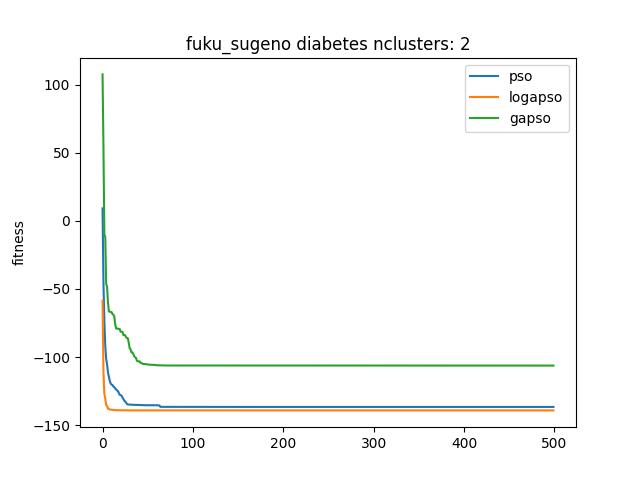 fuku_sugeno diabetes nclusters: 2
pso
logapso
gapso
fitness
100
50
0
−50
−100
−150
0 100 200 300 400 500